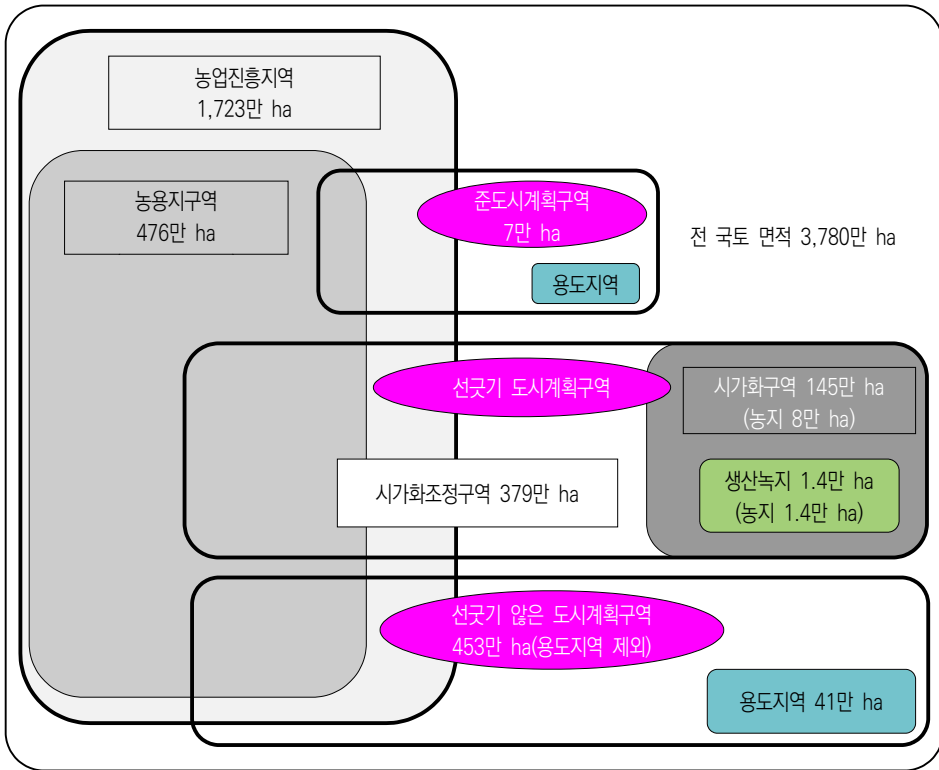 농업진흥지역
1,723만 ha
농용지구역
476만 ha
준도시계획구역
7만 ha
용도지역
전 국토 면적 3,780만 ha
선긋기 도시계획구역
시가화구역 145만 ha
(농지 8만 ha)
생산녹지 1.4만 ha
(농지 1.4만 ha)
시가화조정구역 379만 ha
선긋기 않은 도시계획구역
453만 ha(용도지역 제외)
용도지역 41만 ha